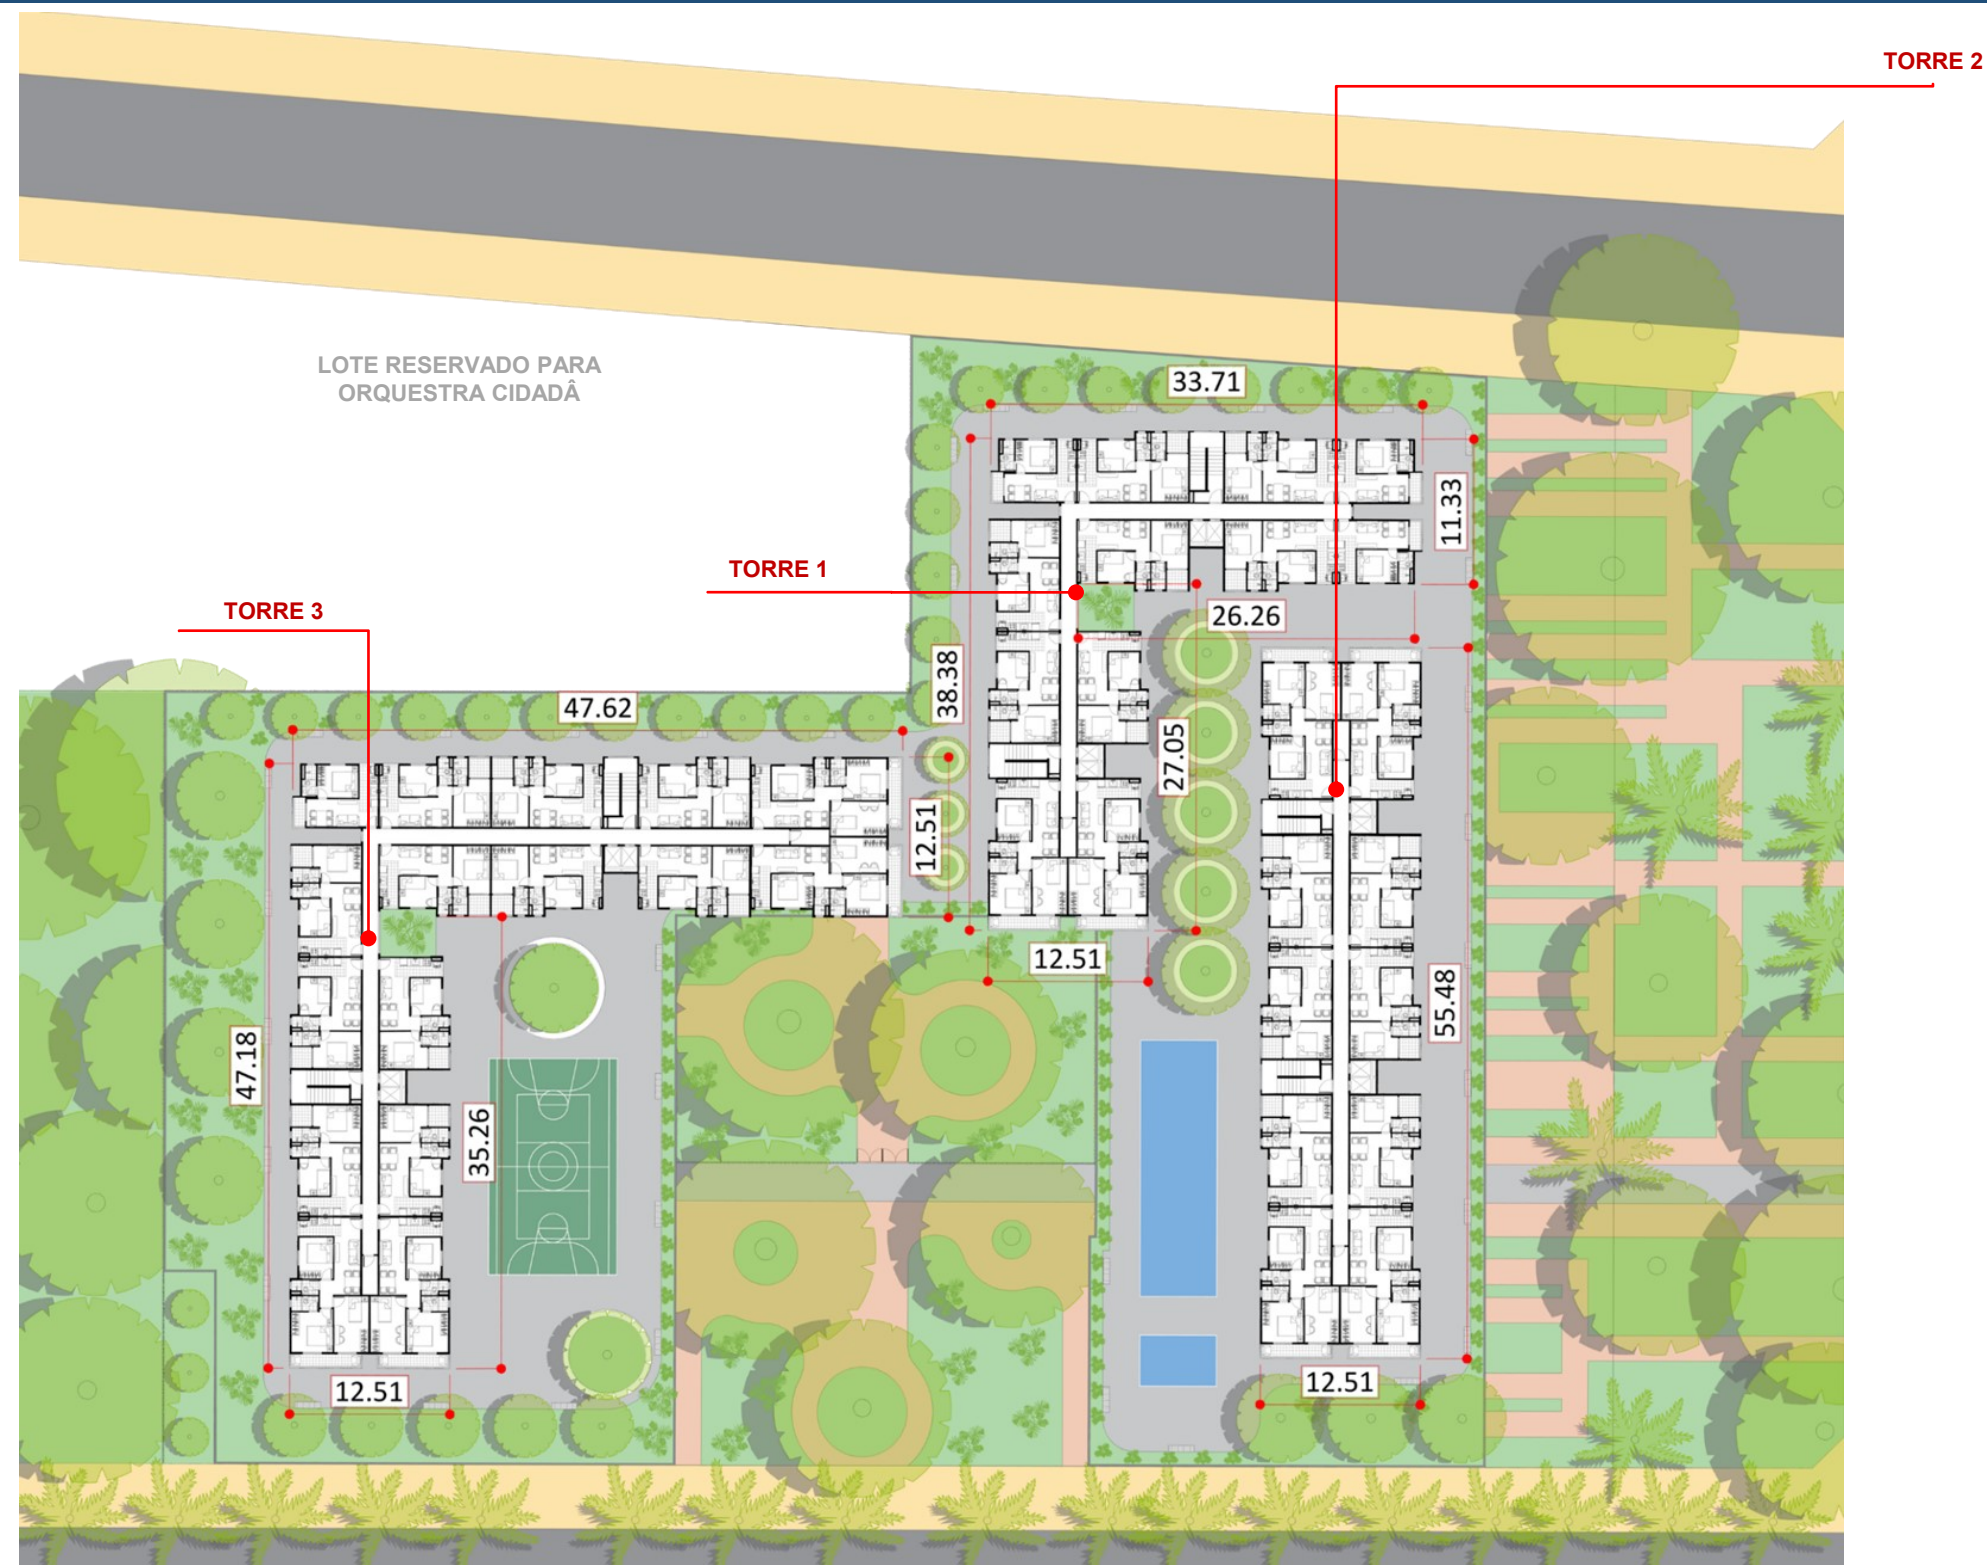 TORRE 2
LOTE RESERVADO PARA
ORQUESTRA CIDADÂ
33.71
11.33
TORRE 1
26.26
TORRE 3
38.38
47.62
27.05
12.51
12.51
55.48
47.18
35.26
12.51
12.51